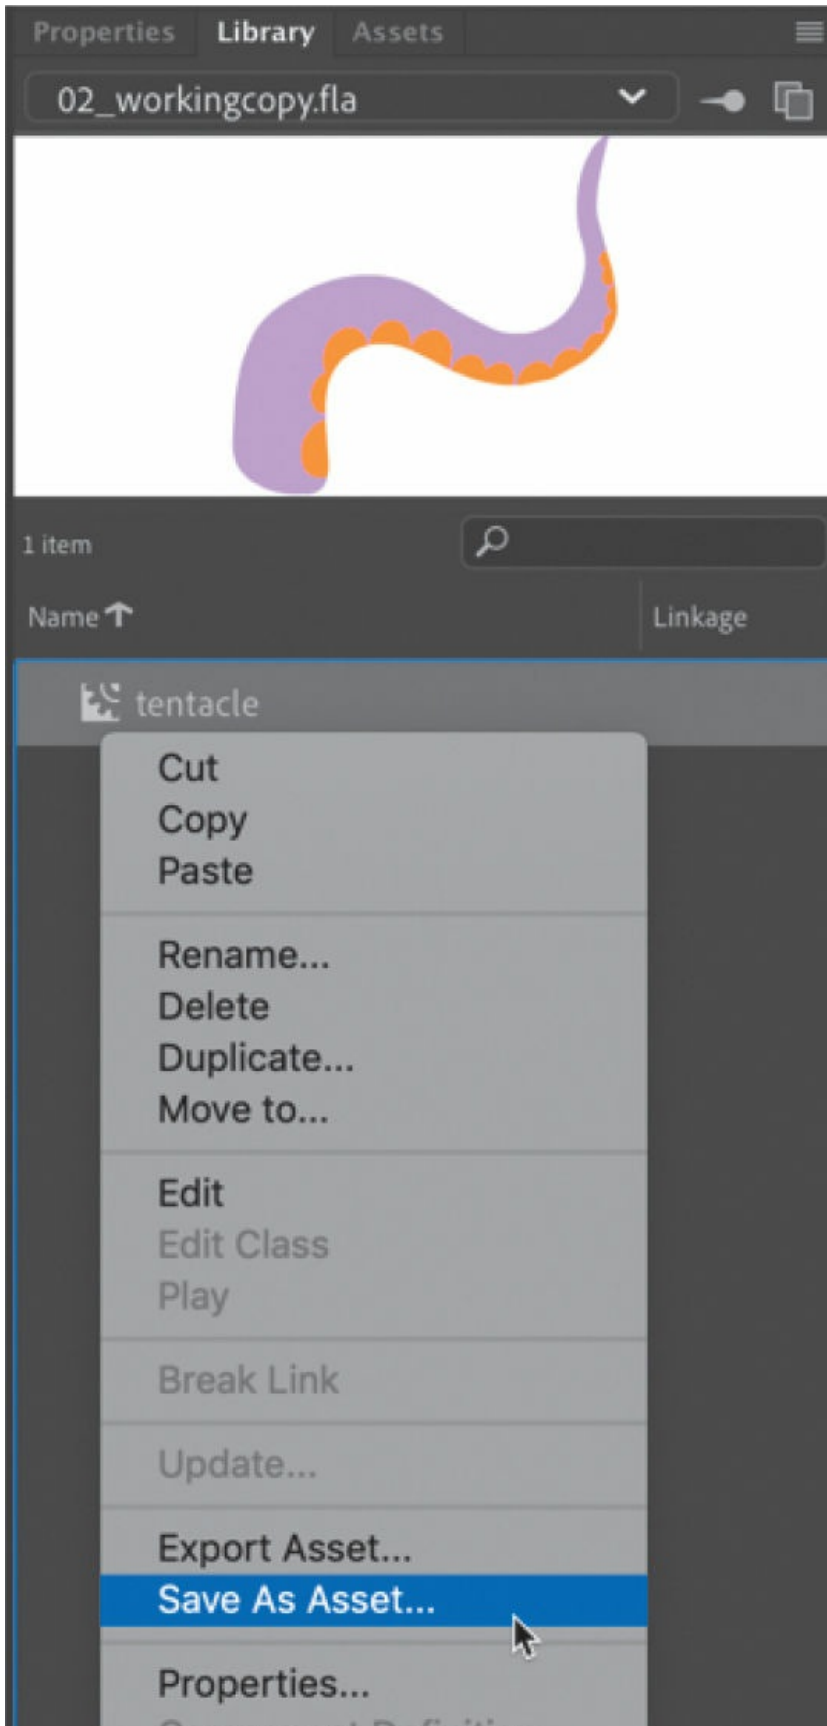 Properties Library Assets
02_workingcopy.fla
1 item
Name Linkage
tentacle
Cut
Copy
Paste
Rename...
Delete
Duplicate...
Move to...
Edit
Edit Class
Play
Break Link
Update...
Export Asset...
Save As Asset...
Properties...